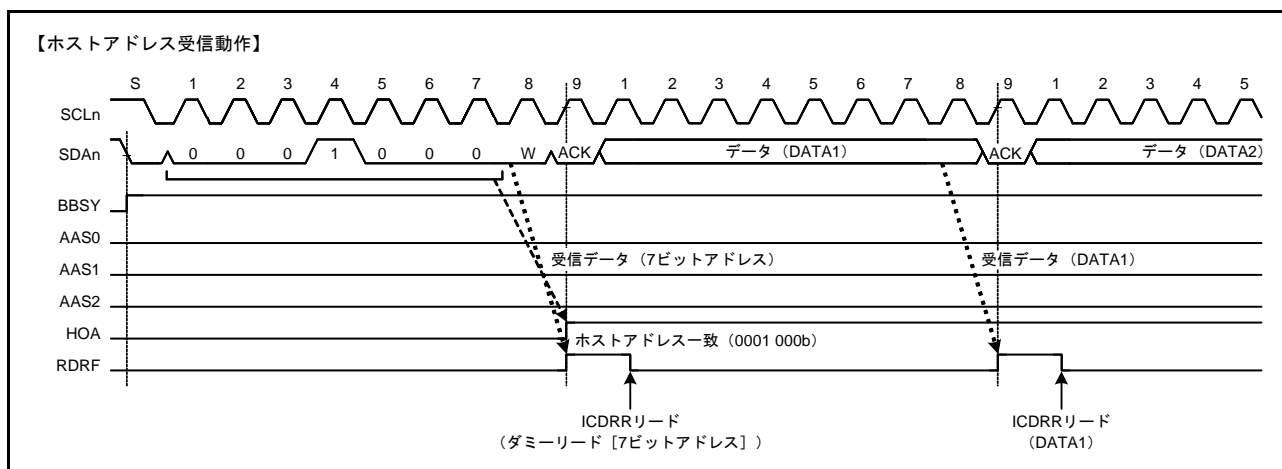 【ホストアドレス受信動作】
S 1 2 3 4 5 6 7 8 9 1 2 3 4 5 6 7 8 9 1 2 3 4 5
SCLn
SDAn 0 0 0 1 0 0 0 W ACK データ（DATA1） ACK データ（DATA2）
BBSY
AAS0
受信データ（7ビットアドレス） 受信データ（DATA1）
AAS1
AAS2
HOA
ホストアドレス一致（0001 000b）
RDRF
ICDRRリード ICDRRリード
（ダミーリード［7ビットアドレス］） （DATA1）